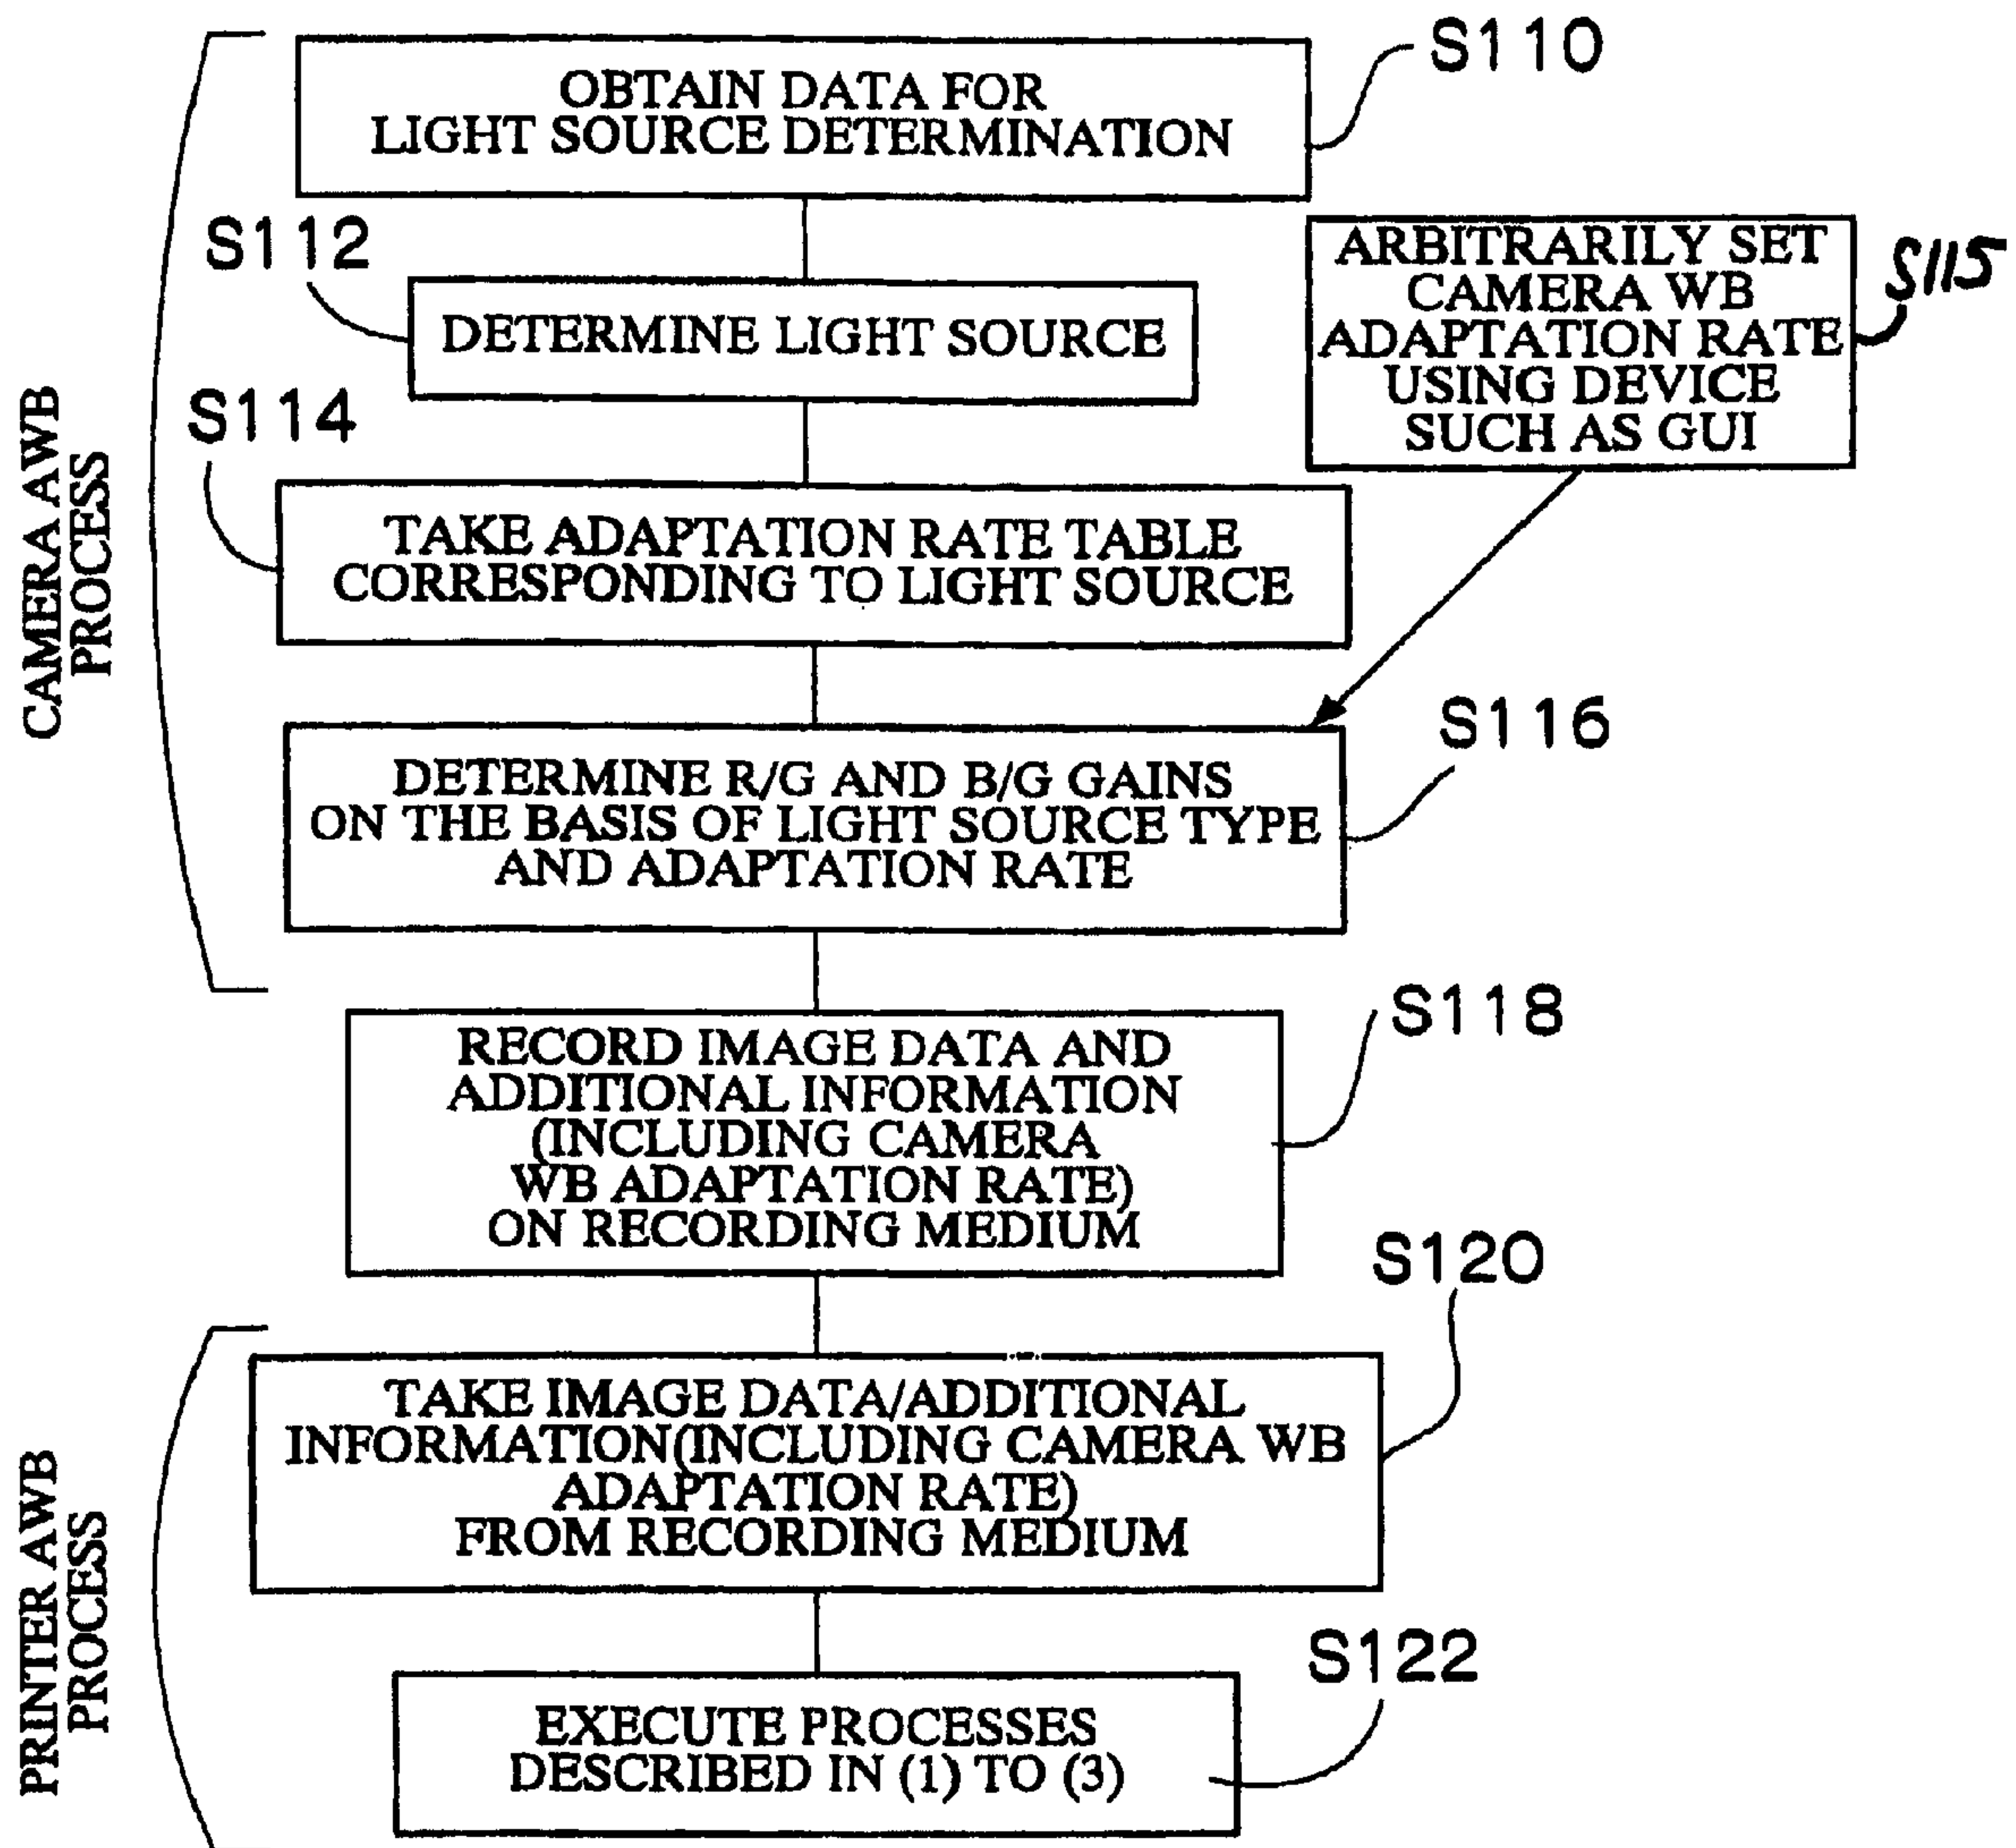 S110
OBTAIN DATA FOR
LIGHT SOURCE DETERMINATION
S112
DETERMINE LIGHT SOURCE
ARBITRARILY SET
CAMERA WB
ADAPTATION RATE
USING DEVICE
SUCH AS GUI
S115
S114
TAKE ADAPTATION RATE TABLE
CORRESPONDING TO LIGHT SOURCE
CAMERA AWB
PROCESS
S116
DETERMINE R/G AND B/G GAINS
ON THE BASIS OF LIGHT SOURCE TYPE
AND ADAPTATION RATE
S118
RECORD IMAGE DATA AND
ADDITIONAL INFORMATION
(INCLUDING CAMERA
WB ADAPTATION RATE)
ON RECORDING MEDIUM
S120
TAKE IMAGE DATA/ADDITIONAL
INFORMATION(INCLUDING CAMERA WB
ADAPTATION RATE)
FROM RECORDING MEDIUM
PRINTER AWB
PROCESS
S122
EXECUTE PROCESSES
DESCRIBED IN (1) TO (3)